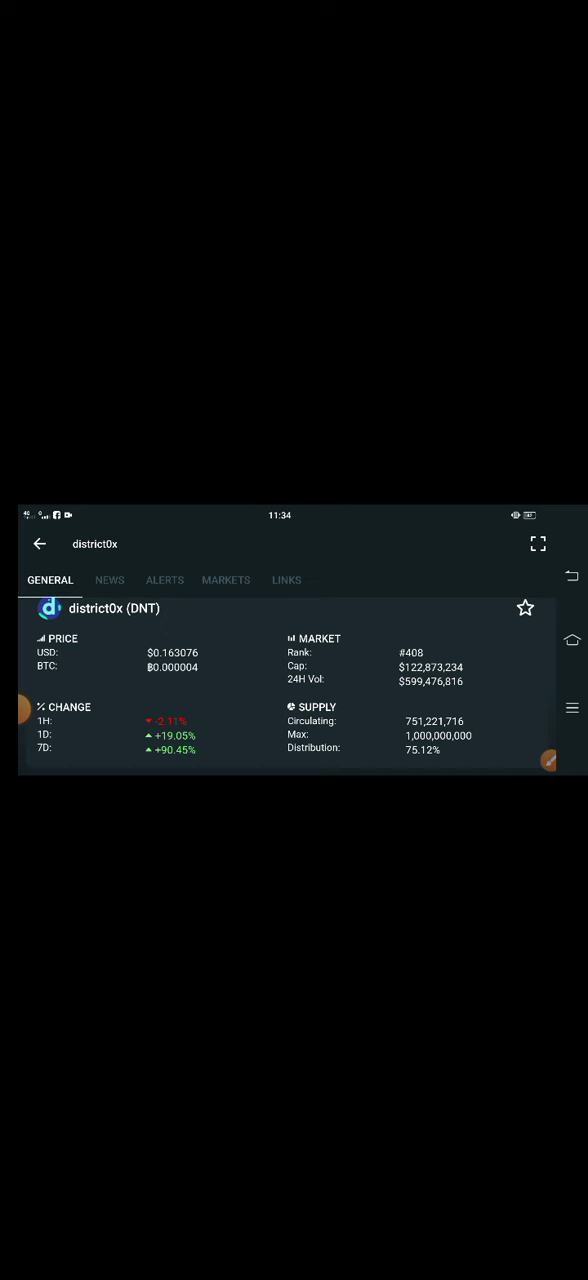 11:34
district0x
GENERAL NEWS ALERTS MARKETS LINKS
district0x (DNT)
PRICE
USD: $0.163076
BTC: ฿0.000004
MARKET
Rank: #408
Cap: $122,873,234
24H Vol: $599,476,816
CHANGE
1H: -2.11%
1D: +19.05%
7D: +90.45%
SUPPLY
Circulating: 751,221,716
Max: 1,000,000,000
Distribution: 75.12%